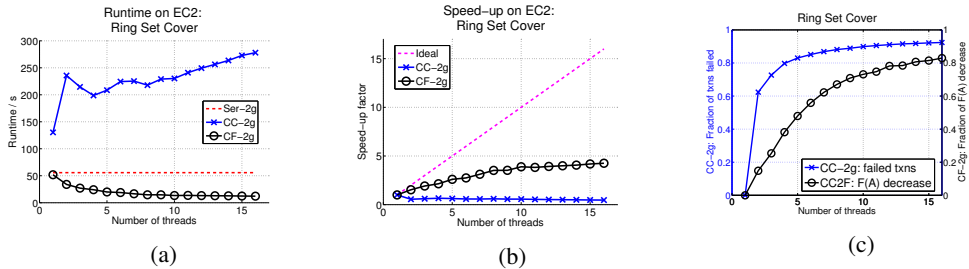 Runtime on EC2:
Ring Set Cover
300
250
200
150
100
50
0
Runtime / s
Ser-2g
CC-2g
CF-2g
0
5
10
15
Number of threads
(a)
Speed-up on EC2:
Ring Set Cover
15
10
5
0
Speed-up factor
Ideal
CC-2g
CF-2g
0
5
10
15
Number of threads
(b)
Ring Set Cover
1
0.8
0.6
0.4
0.2
0
CC-2g: Fraction of txns failed
CC-2g: failed txns
CC2F: F(A) decrease
0
5
10
15
Number of threads
1
0.8
0.6
0.4
0.2
0
CF-2g: Fraction of F(A) decrease
(c)